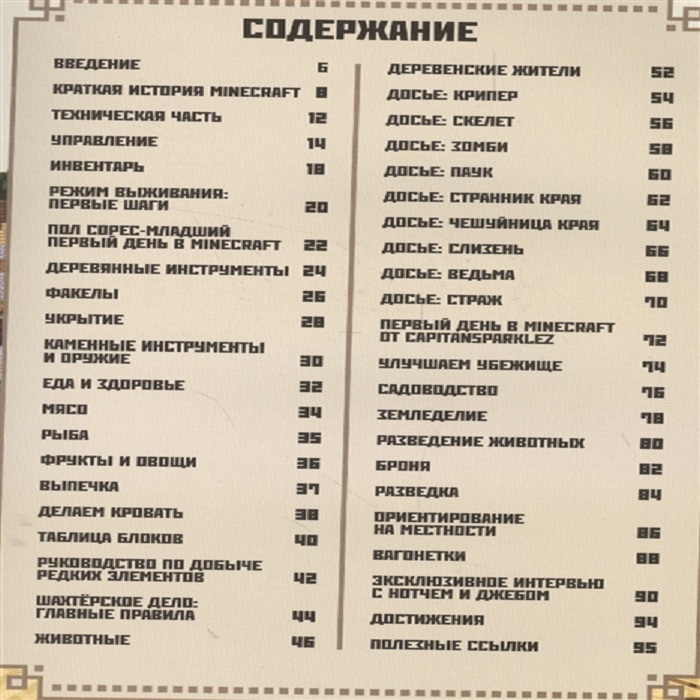 СОДЕРЖАНИЕ
ВВЕДЕНИЕ 6
КРАТКАЯ ИСТОРИЯ MINECRAFT 8
ТЕХНИЧЕСКАЯ ЧАСТЬ 12
УПРАВЛЕНИЕ 14
ИНВЕНТАРЬ 18
РЕЖИМ ВЫЖИВАНИЯ:
ПЕРВЫЕ ШАГИ 20
ПОЛ СОРЕС-МЛАДШИЙ
ПЕРВЫЙ ДЕНЬ В MINECRAFT 22
ДЕРЕВЯННЫЕ ИНСТРУМЕНТЫ 24
ФАКЕЛЫ 26
УКРЫТИЕ 28
КАМЕННЫЕ ИНСТРУМЕНТЫ
И ОРУЖИЕ 30
ЕДА И ЗДОРОВЬЕ 32
МЯСО 34
РЫБА 35
ФРУКТЫ И ОВОЩИ 36
ВЫПЕЧКА 37
ДЕЛАЕМ КРОВАТЬ 38
ТАБЛИЦА БЛОКОВ 40
РУКОВОДСТВО ПО ДОБЫЧЕ
РЕДКИХ ЭЛЕМЕНТОВ 42
ШАХТЁРСКОЕ ДЕЛО:
ГЛАВНЫЕ ПРАВИЛА 44
ЖИВОТНЫЕ 46
ДЕРЕВЕНСКИЕ ЖИТЕЛИ 52
ДОСЬЕ: КРИПЕР 54
ДОСЬЕ: СКЕЛЕТ 56
ДОСЬЕ: ЗОМБИ 58
ДОСЬЕ: ПАУК 60
ДОСЬЕ: СТРАННИК КРАЯ 62
ДОСЬЕ: ЧЕШУЙНИЦА КРАЯ 64
ДОСЬЕ: СЛИЗЕНЬ 66
ДОСЬЕ: ВЕДЬМА 68
ДОСЬЕ: СТРАЖ 70
ПЕРВЫЙ ДЕНЬ В MINECRAFT
ОТ CAPITANSPARKLEZ 72
УЛУЧШАЕМ УБЕЖИЩЕ 74
САДОВОДСТВО 76
ЗЕМЛЕДЕЛИЕ 78
РАЗВЕДЕНИЕ ЖИВОТНЫХ 80
БРОНЯ 82
РАЗВЕДКА 84
ОРИЕНТИРОВАНИЕ
НА МЕСТНОСТИ 86
ВАГОНЕТКИ 88
ЭКСКЛЮЗИВНОЕ ИНТЕРВЬЮ
С НОТЧЕМ И ДЖЕБОМ 90
ДОСТИЖЕНИЯ 94
ПОЛЕЗНЫЕ ССЫЛКИ 95